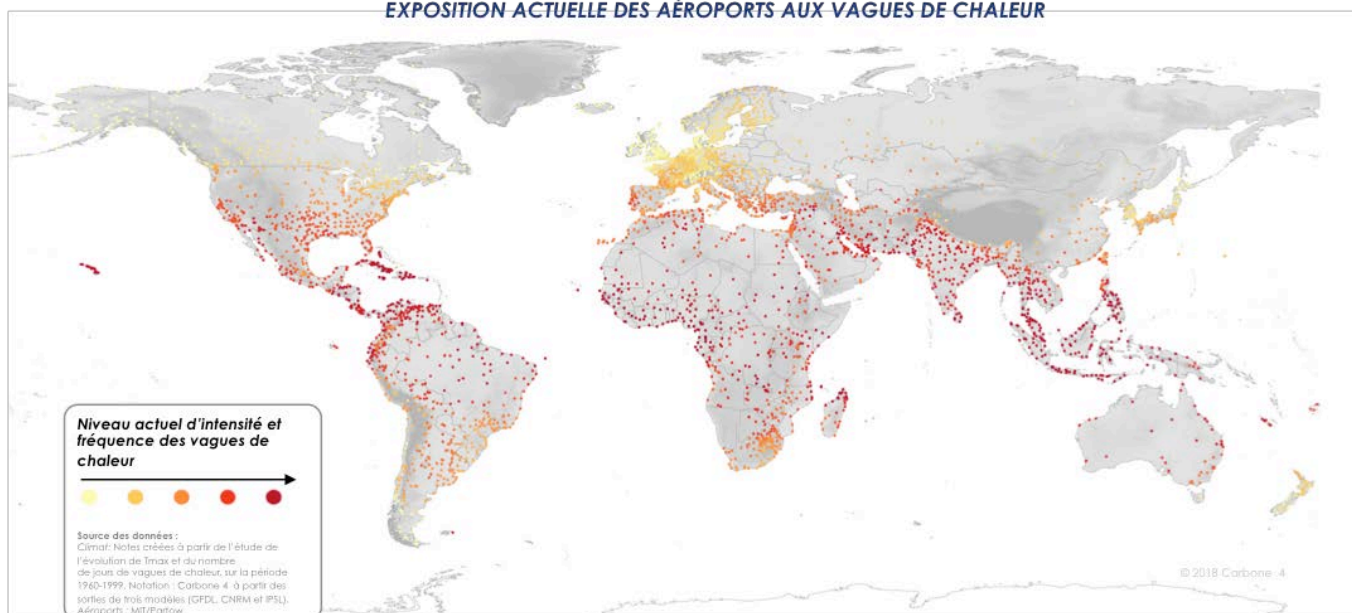 EXPOSITION ACTUELLE DES AÉROPORTS AUX VAGUES DE CHALEUR
Niveau actuel d'intensité et
fréquence des vagues de
chaleur
Source des données :
Climat: Notes créées à partir de l'étude de
l'évolution de Tmax et du nombre
de jours de vagues de chaleur, sur la période
1960-1999. Notation : Carbone 4 à partir des
sorties de trois modèles (GFDL, CNRM et IPSL).
Aéroports : MIT/Partow
© 2018 Carbone 4